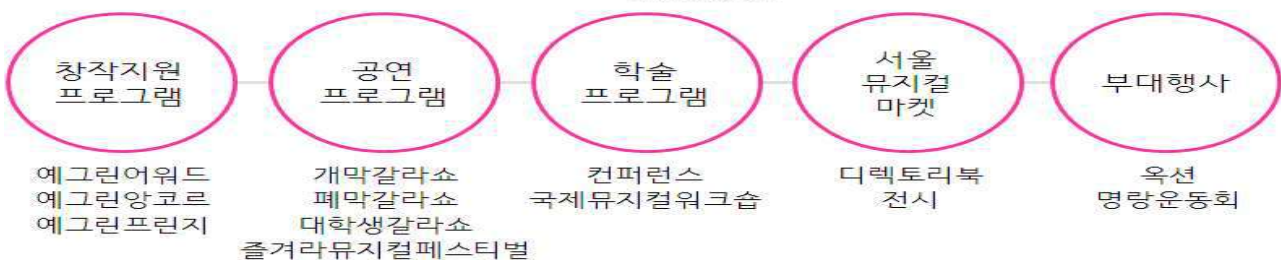 창작지원
프로그램
공연
프로그램
학술
프로그램
서울
뮤지컬
마켓
부대행사
예그린어워드
예그린앙코르
예그린프린지
개막갈라쇼
폐막갈라쇼
대학생갈라쇼
즐겨라뮤지컬페스티벌
컨퍼런스
국제뮤지컬워크숍
디렉토리북
전시
옥션
명랑운동회